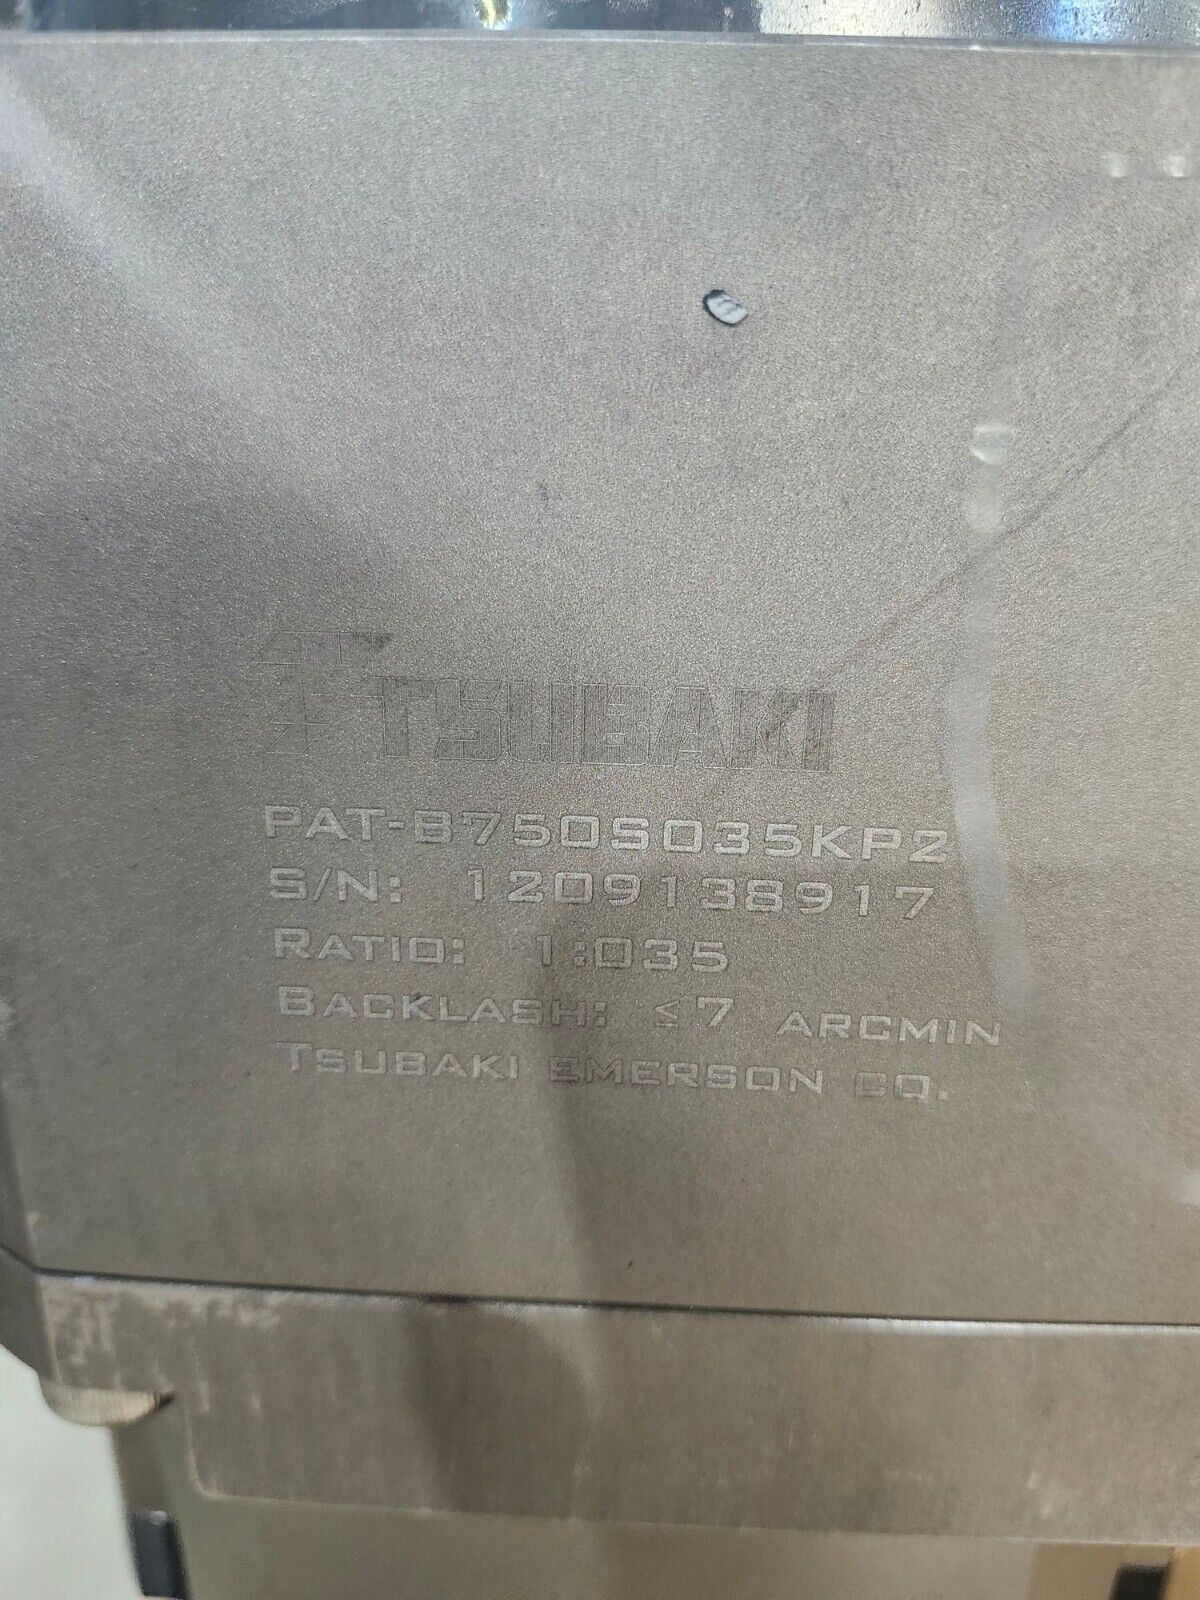 TSUBAKI
PAT-B750S035KP2
S/N: 1209138917
RATIO: 1:035
BACKLASH: ≤7 ARCMIN
TSUBAKI EMERSON CO.